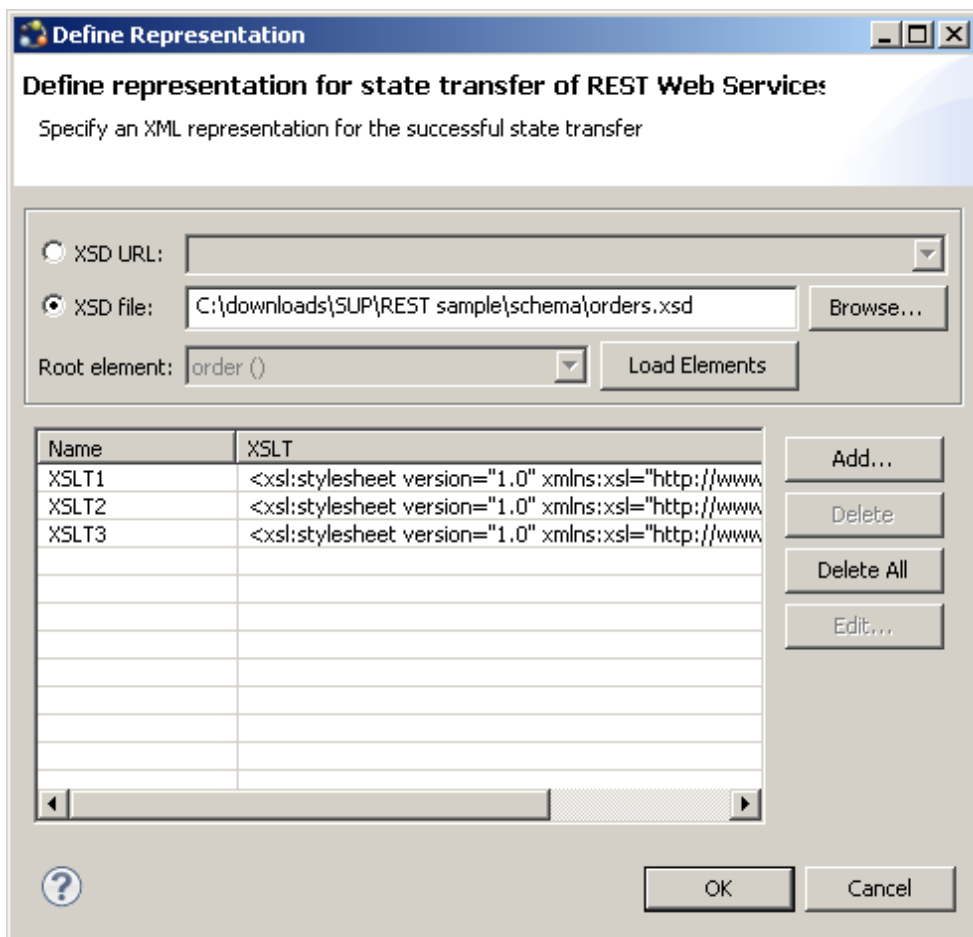 Define Representation
Define representation for state transfer of REST Web Services
Specify an XML representation for the successful state transfer
XSD URL:
XSD file: C:\downloads\SUP\REST sample\schema\orders.xsd Browse...
Root element: order () Load Elements
Name XSLT
XSLT1 <xsl:stylesheet version="1.0" xmlns:xsl="http://www
XSLT2 <xsl:stylesheet version="1.0" xmlns:xsl="http://www
XSLT3 <xsl:stylesheet version="1.0" xmlns:xsl="http://www
Add...
Delete
Delete All
Edit...
? OK Cancel